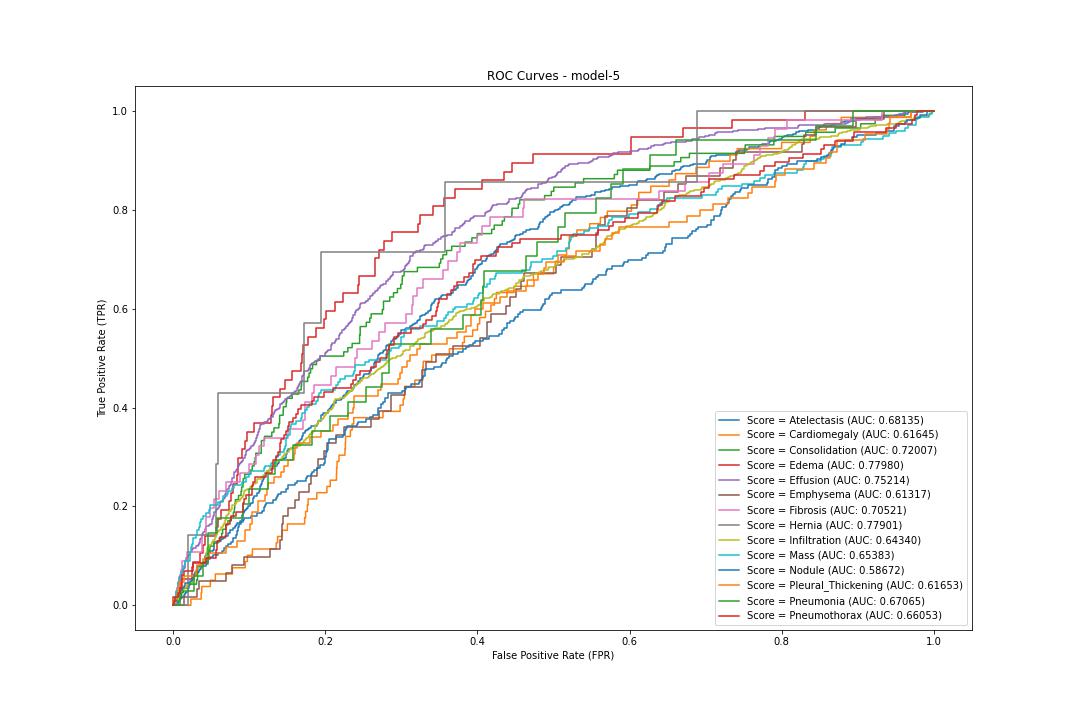 ROC Curves - model-5
True Positive Rate (TPR)
1.0
0.8
0.6
0.4
0.2
0.0
Score = Atelectasis (AUC: 0.68135)
Score = Cardiomegaly (AUC: 0.61645)
Score = Consolidation (AUC: 0.72007)
Score = Edema (AUC: 0.77980)
Score = Effusion (AUC: 0.75214)
Score = Emphysema (AUC: 0.61317)
Score = Fibrosis (AUC: 0.70521)
Score = Hernia (AUC: 0.77901)
Score = Infiltration (AUC: 0.64340)
Score = Mass (AUC: 0.65383)
Score = Nodule (AUC: 0.58672)
Score = Pleural_Thickening (AUC: 0.61653)
Score = Pneumonia (AUC: 0.67065)
Score = Pneumothorax (AUC: 0.66053)
0.0 0.2 0.4 0.6 0.8 1.0
False Positive Rate (FPR)